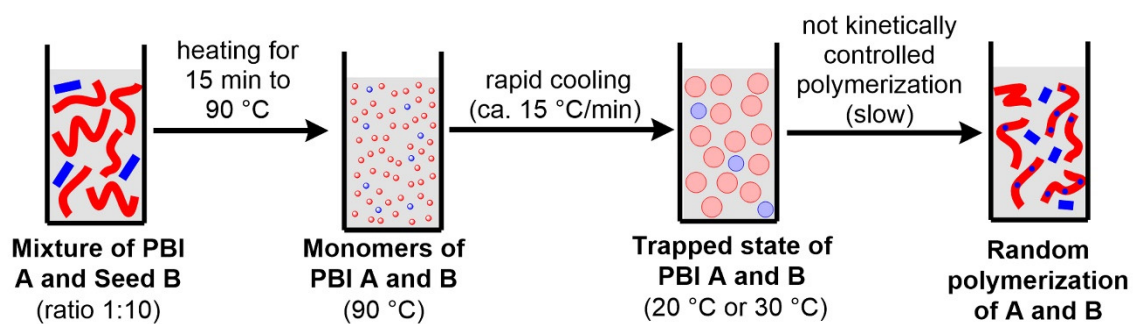 heating for
15 min to
90 °C
rapid cooling
(ca. 15 °C/min)
not kinetically
controlled
polymerization
(slow)
Mixture of PBI
A and Seed B
(ratio 1:10)
Monomers of
PBI A and B
(90 °C)
Trapped state of
PBI A and B
(20 °C or 30 °C)
Random
polymerization
of A and B